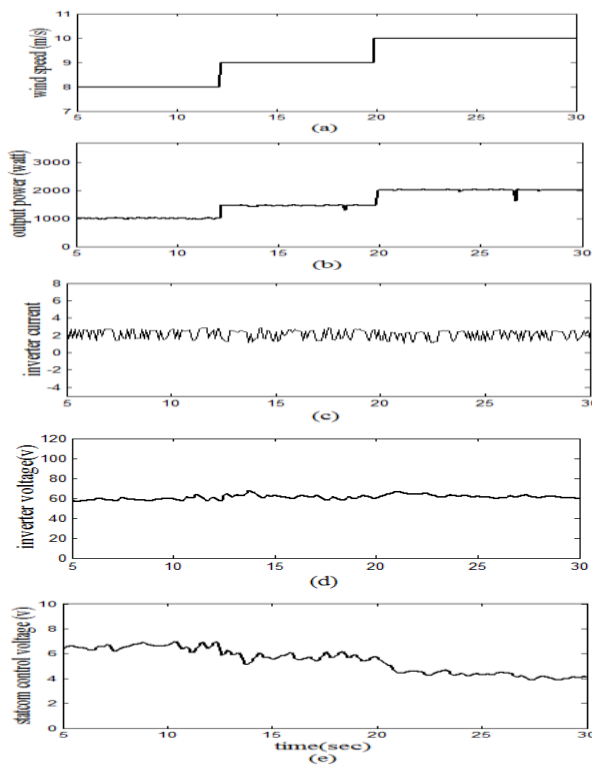 wind speed (m/s)
11
10
9
8
7
5 10 15 20 25 30
(a)
output power (watt)
3000
2000
1000
0
5 10 15 20 25 30
(b)
inverter current
8
6
4
2
0
-2
-4
5 10 15 20 25 30
(c)
inverter voltage(v)
120
100
80
60
40
20
0
5 10 15 20 25 30
(d)
statcom control voltage (v)
10
8
6
4
2
0
5 10 15 20 25 30
time(sec)
(e)